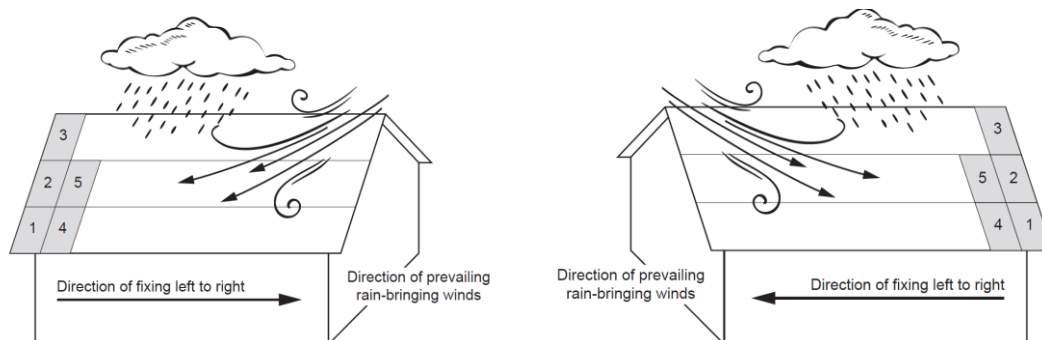 3
2 5
1 4
Direction of fixing left to right
Direction of prevailing
rain-bringing winds
3
5 2
4 1
Direction of prevailing
rain-bringing winds
Direction of fixing left to right